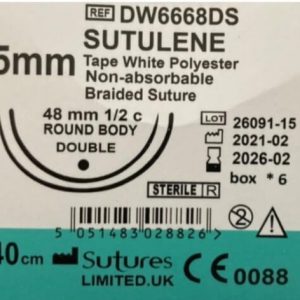 REF DW6668DS
5mm SUTULENE
Tape White Polyester
Non-absorbable
Braided Suture
48 mm 1/2 c
ROUND BODY
DOUBLE
LOT 26091-15
2021-02
2026-02
box * 6
STERILE R
5 051483 028826 >
40cm Sutures
LIMITED.UK
CE 0088